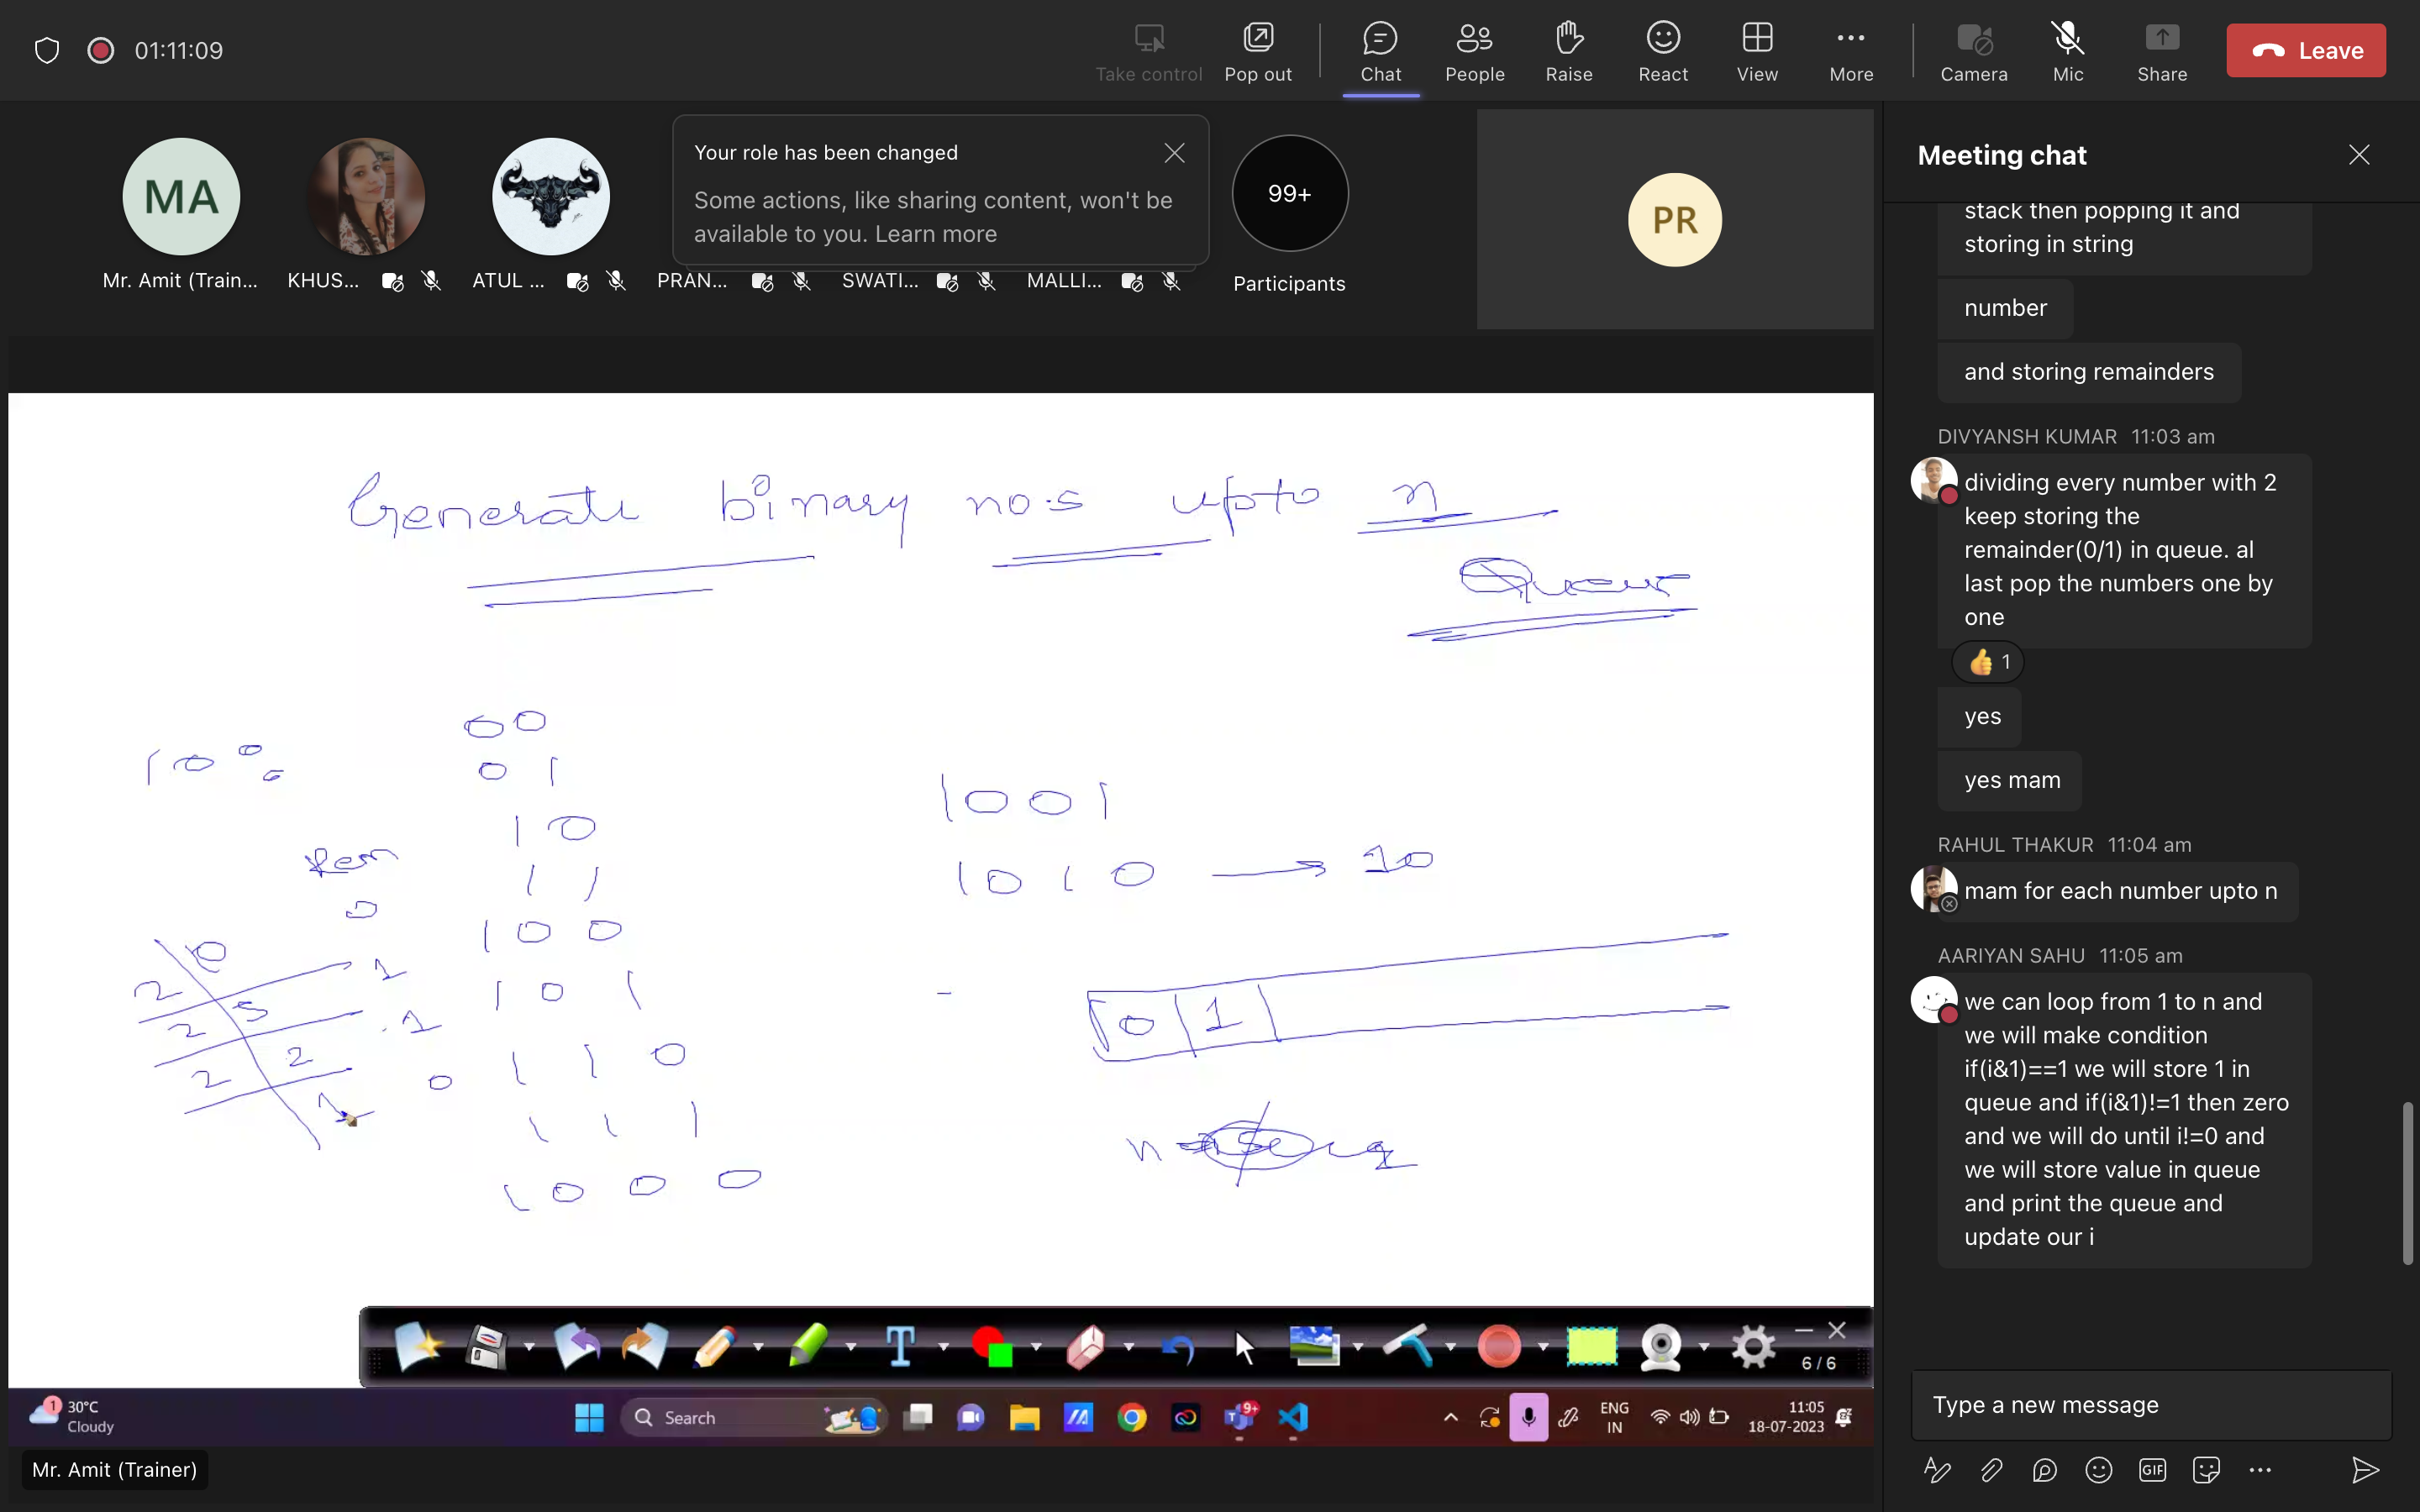 01:11:09
Take control
Pop out
Chat
People
Raise
React
View
More
Camera
Mic
Share
Leave
MA
Mr. Amit (Train...
KHUS...
ATUL ...
PRAN...
SWATI...
MALLI...
Your role has been changed
Some actions, like sharing content, won't be
available to you. Learn more
99+
Participants
PR
Generate binary no.s upto n
Queue
00
01
10
11
100
101
110
111
1000
Rem
0
2
1
2 5
1
2 2
0
2 1
1001
1010 → 10
0 1
6 / 6
1
30°C
Cloudy
Search
9+
ENG
IN
11:05
18-07-2023
Mr. Amit (Trainer)
Meeting chat
stack then popping it and
storing in string
number
and storing remainders
DIVYANSH KUMAR 11:03 am
dividing every number with 2
keep storing the
remainder(0/1) in queue. al
last pop the numbers one by
one
👍 1
yes
yes mam
RAHUL THAKUR 11:04 am
mam for each number upto n
AARIYAN SAHU 11:05 am
we can loop from 1 to n and
we will make condition
if(i&1)==1 we will store 1 in
queue and if(i&1)!=1 then zero
and we will do until i!=0 and
we will store value in queue
and print the queue and
update our i
Type a new message
GIF